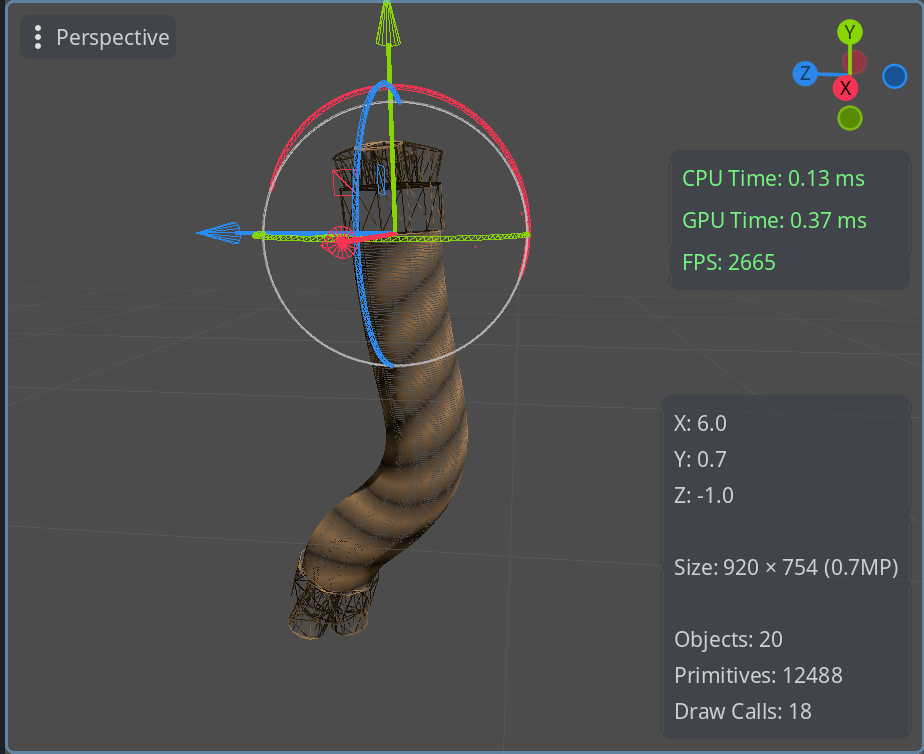 Perspective
Y
Z
X
CPU Time: 0.13 ms
GPU Time: 0.37 ms
FPS: 2665
X: 6.0
Y: 0.7
Z: -1.0
Size: 920 × 754 (0.7MP)
Objects: 20
Primitives: 12488
Draw Calls: 18